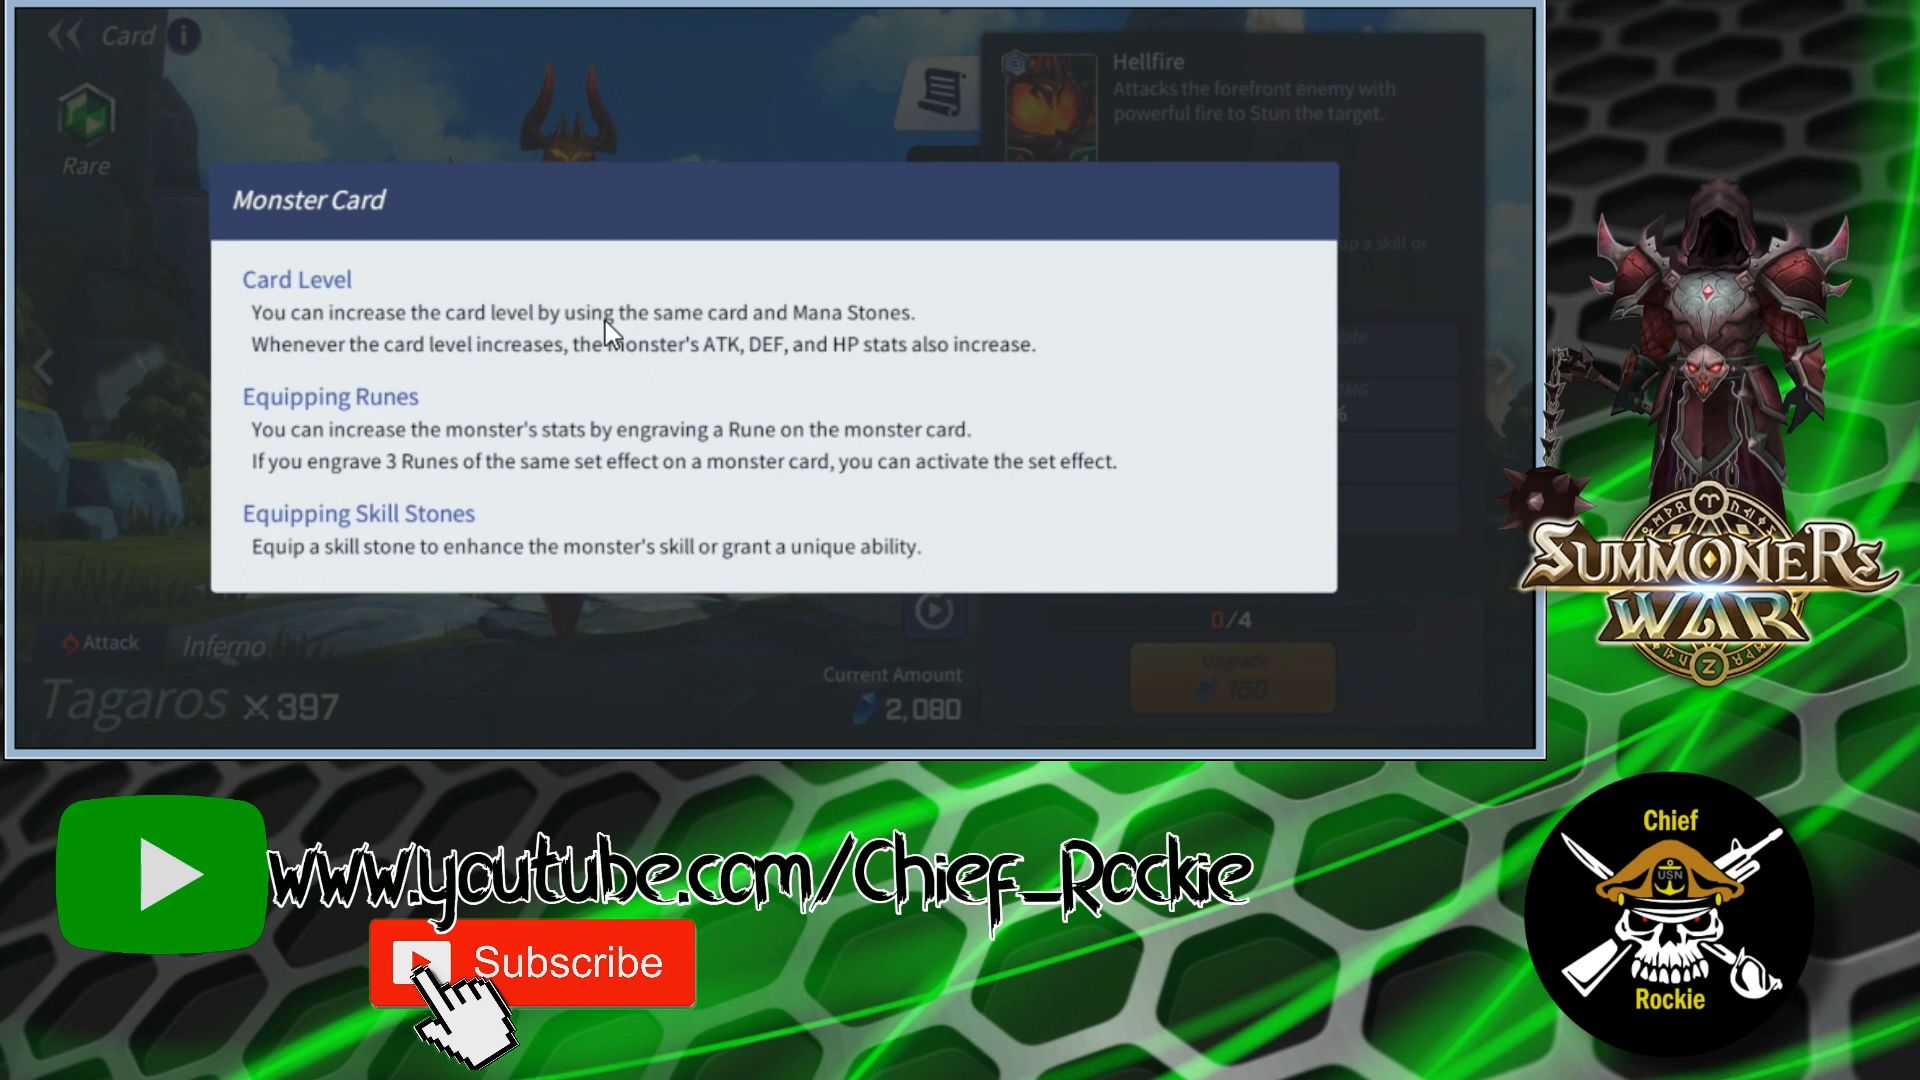 Card i
Rare
Hellfire
Attacks the forefront enemy with
powerful fire to Stun the target.
Monster Card
up a skill or
Card Level
You can increase the card level by using the same card and Mana Stones.
Whenever the card level increases, the Monster's ATK, DEF, and HP stats also increase.
Equipping Runes
You can increase the monster's stats by engraving a Rune on the monster card.
If you engrave 3 Runes of the same set effect on a monster card, you can activate the set effect.
Equipping Skill Stones
Equip a skill stone to enhance the monster's skill or grant a unique ability.
Attack Inferno
Tagaros 397
Current Amount
2,080
0/4
Upgrade
160
SUMMONERS
WAR
www.youtube.com/Chief_Rockie
Subscribe
Chief
USN
Rockie